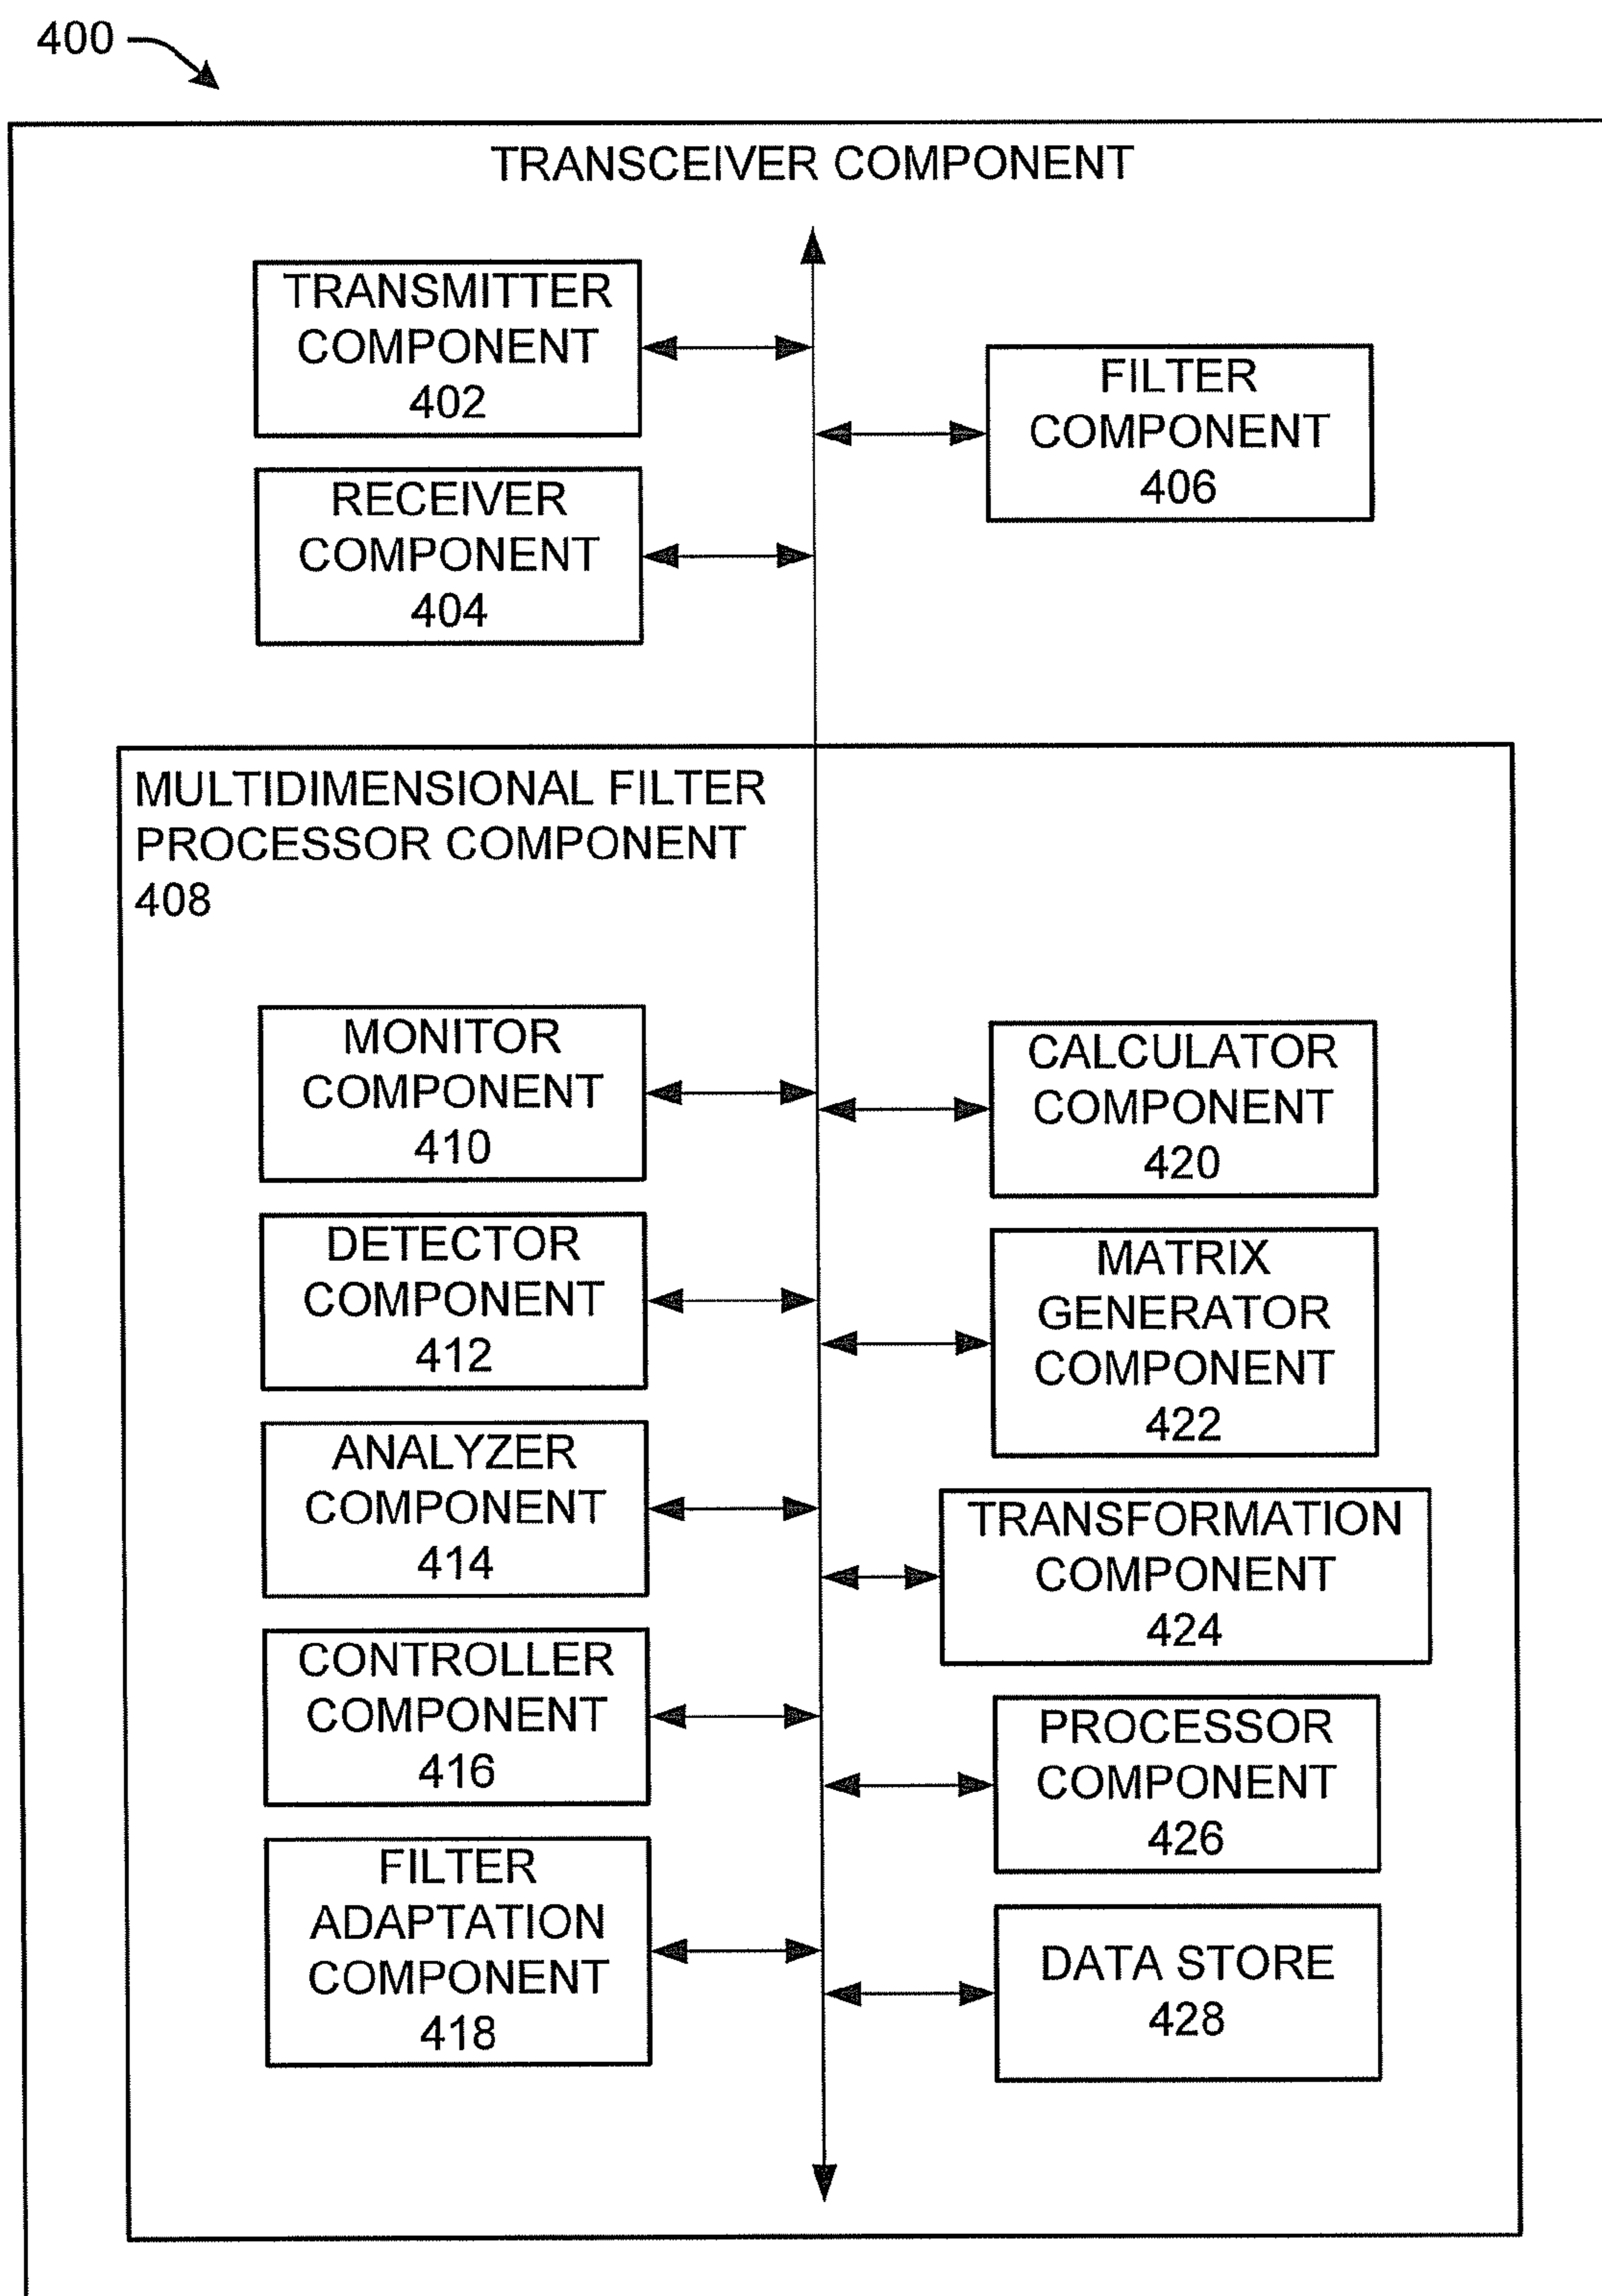 400
TRANSCEIVER COMPONENT
TRANSMITTER
COMPONENT
402
FILTER
COMPONENT
406
RECEIVER
COMPONENT
404
MULTIDIMENSIONAL FILTER
PROCESSOR COMPONENT
408
MONITOR
COMPONENT
410
DETECTOR
COMPONENT
412
ANALYZER
COMPONENT
414
CONTROLLER
COMPONENT
416
FILTER
ADAPTATION
COMPONENT
418
CALCULATOR
COMPONENT
420
MATRIX
GENERATOR
COMPONENT
422
TRANSFORMATION
COMPONENT
424
PROCESSOR
COMPONENT
426
DATA STORE
428